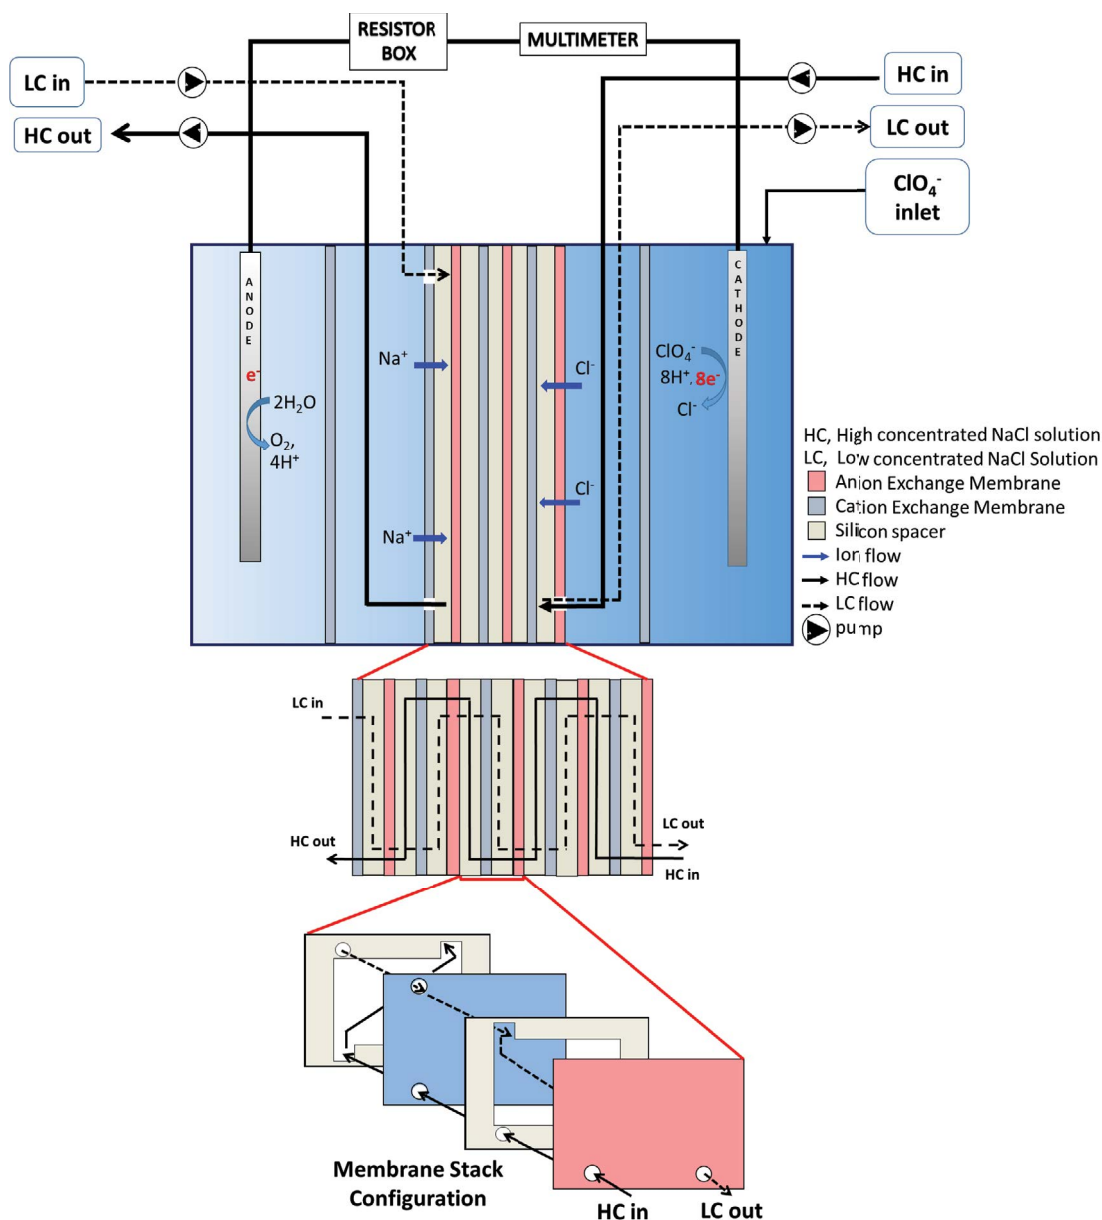 RESISTOR
BOX
MULTIMETER
LC in
HC in
HC out
LC out
ClO₄⁻
inlet
ANODE
CATHODE
Na⁺
Cl⁻
ClO₄⁻
8H⁺, 8e⁻
Cl⁻
e⁻
2H₂O
O₂,
4H⁺
Na⁺
Cl⁻
HC, High concentrated NaCl solution
LC, Low concentrated NaCl Solution
Anion Exchange Membrane
Cation Exchange Membrane
Silicon spacer
Ion flow
HC flow
LC flow
pump
LC in
HC out
LC out
HC in
Membrane Stack
Configuration
HC in
LC out